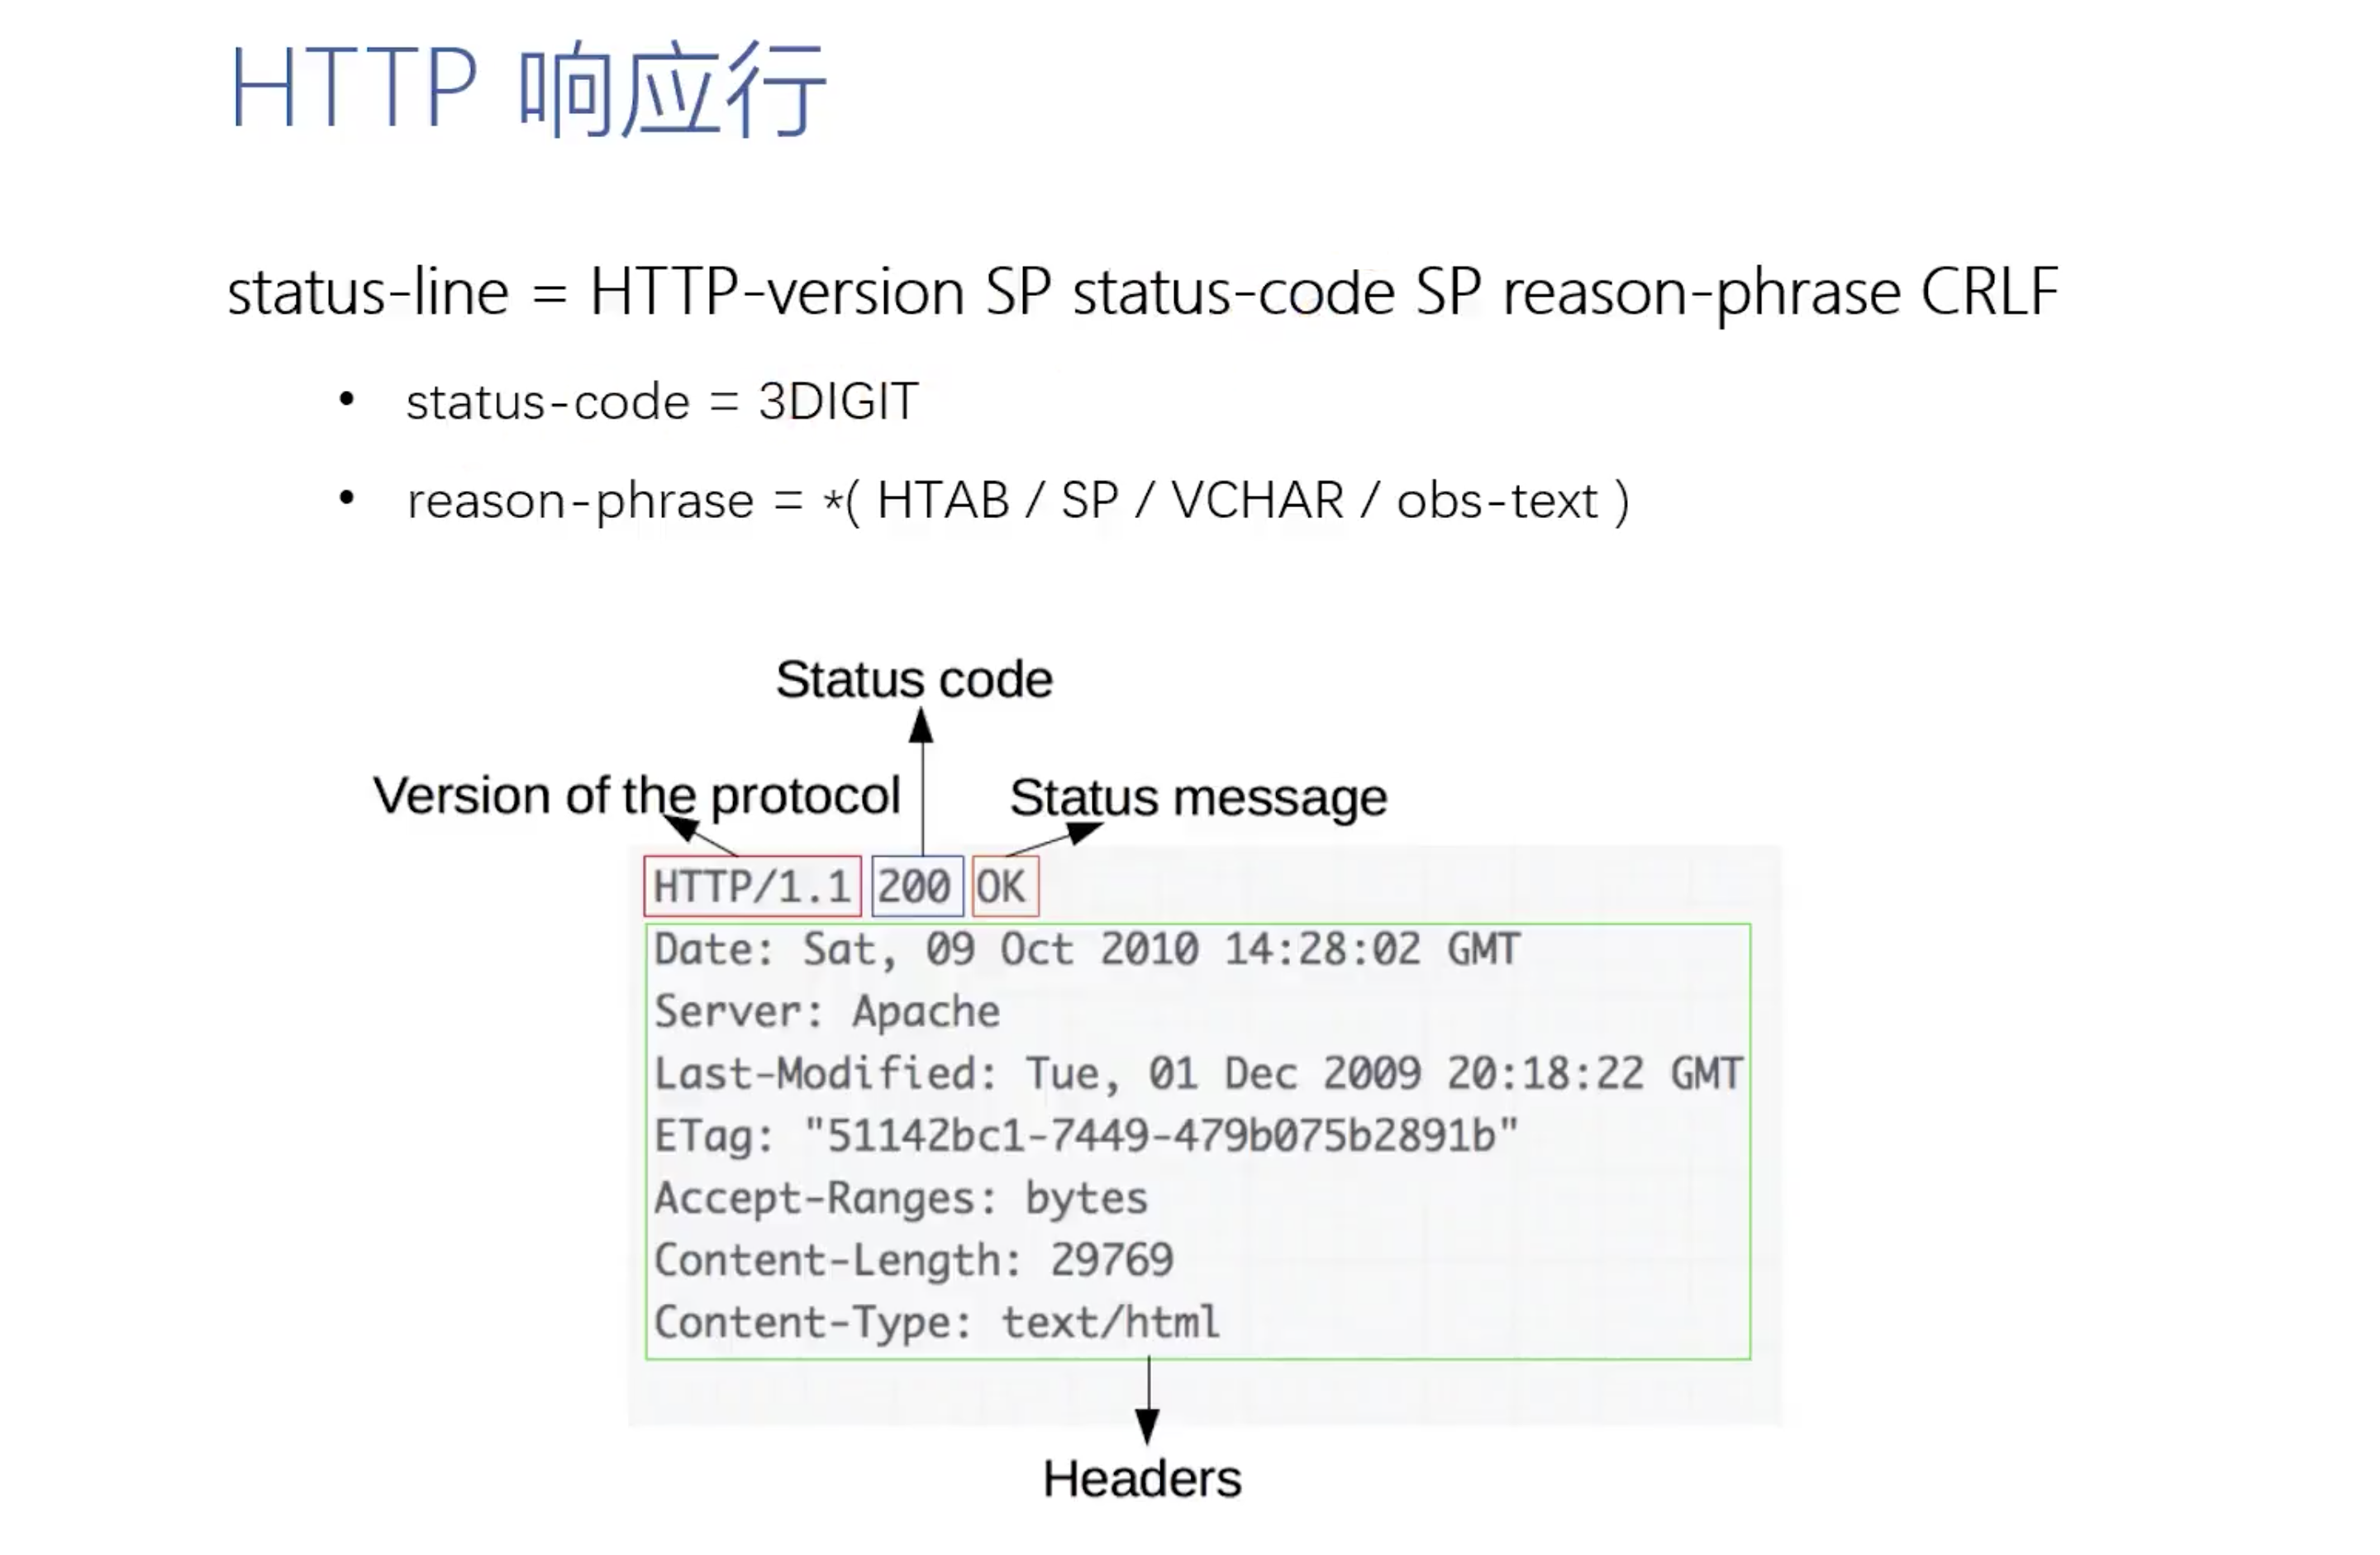 HTTP 响应行
status-line = HTTP-version SP status-code SP reason-phrase CRLF
• status-code = 3DIGIT
• reason-phrase = *( HTAB / SP / VCHAR / obs-text )
Status code
Version of the protocol
Status message
HTTP/1.1 200 OK
Date: Sat, 09 Oct 2010 14:28:02 GMT
Server: Apache
Last-Modified: Tue, 01 Dec 2009 20:18:22 GMT
ETag: "51142bc1-7449-479b075b2891b"
Accept-Ranges: bytes
Content-Length: 29769
Content-Type: text/html
Headers